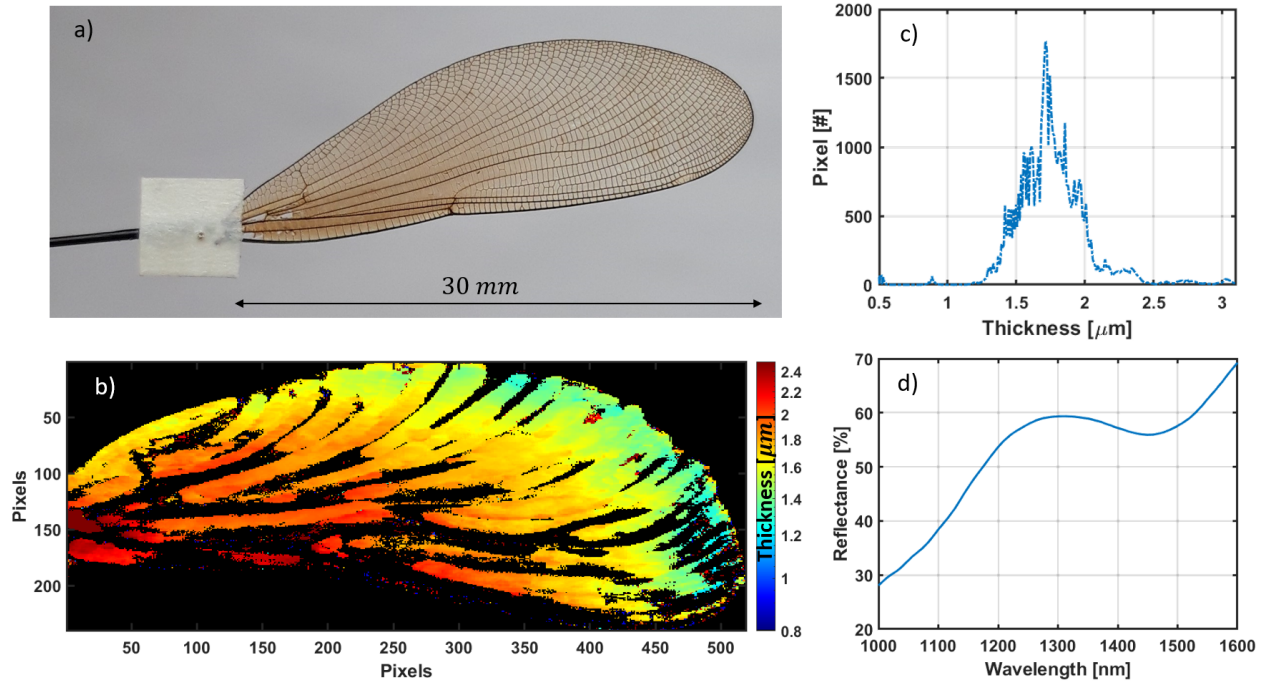 a)
30 mm
c)
2000
1500
1000
500
0
Pixel [#]
0.5 1 1.5 2 2.5 3
Thickness [μm]
b)
50
100
150
200
Pixels
50 100 150 200 250 300 350 400 450 500
Pixels
2.4
2.2
2
1.8
1.6
1.4
1.2
1
0.8
Thickness [μm]
d)
70
60
50
40
30
20
Reflectance [%]
1000 1100 1200 1300 1400 1500 1600
Wavelength [nm]